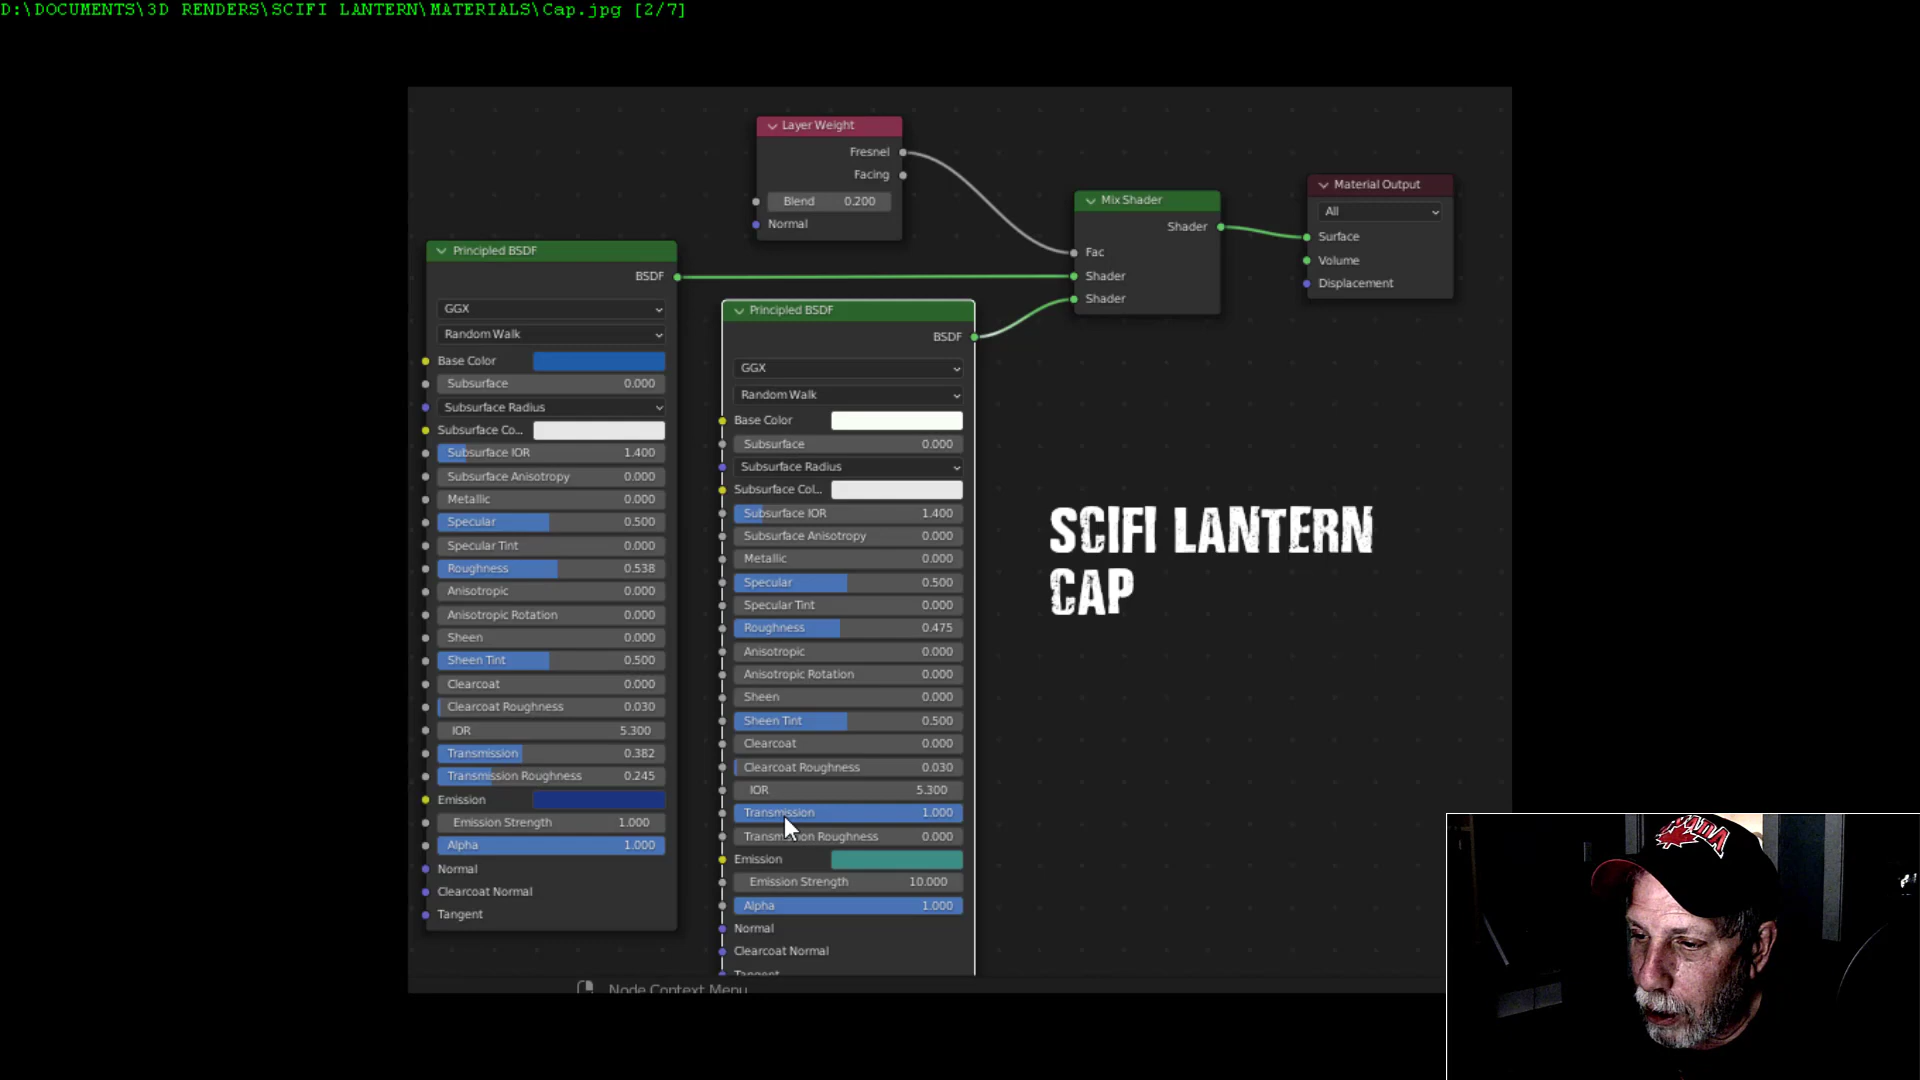 D:\DOCUMENTS\3D RENDERS\SCIFI LANTERN\MATERIALS\Cap.jpg [2/7]
Layer Weight
Fresnel
Facing
Blend 0.200
Normal
Mix Shader
Shader
Fac
Shader
Shader
Material Output
All
Surface
Volume
Displacement
Principled BSDF
BSDF
GGX
Random Walk
Base Color
Subsurface 0.000
Subsurface Radius
Subsurface Co...
Subsurface IOR 1.400
Subsurface Anisotropy 0.000
Metallic 0.000
Specular 0.500
Specular Tint 0.000
Roughness 0.538
Anisotropic 0.000
Anisotropic Rotation 0.000
Sheen 0.000
Sheen Tint 0.500
Clearcoat 0.000
Clearcoat Roughness 0.030
IOR 5.300
Transmission 0.382
Transmission Roughness 0.245
Emission
Emission Strength 1.000
Alpha 1.000
Normal
Clearcoat Normal
Tangent
Principled BSDF
BSDF
GGX
Random Walk
Base Color
Subsurface 0.000
Subsurface Radius
Subsurface Col...
Subsurface IOR 1.400
Subsurface Anisotropy 0.000
Metallic 0.000
Specular 0.500
Specular Tint 0.000
Roughness 0.475
Anisotropic 0.000
Anisotropic Rotation 0.000
Sheen 0.000
Sheen Tint 0.500
Clearcoat 0.000
Clearcoat Roughness 0.030
IOR 5.300
Transmission 1.000
Transmission Roughness 0.000
Emission
Emission Strength 10.000
Alpha 1.000
Normal
Clearcoat Normal
Tangent
SCIFI LANTERN
CAP
Node Context Menu